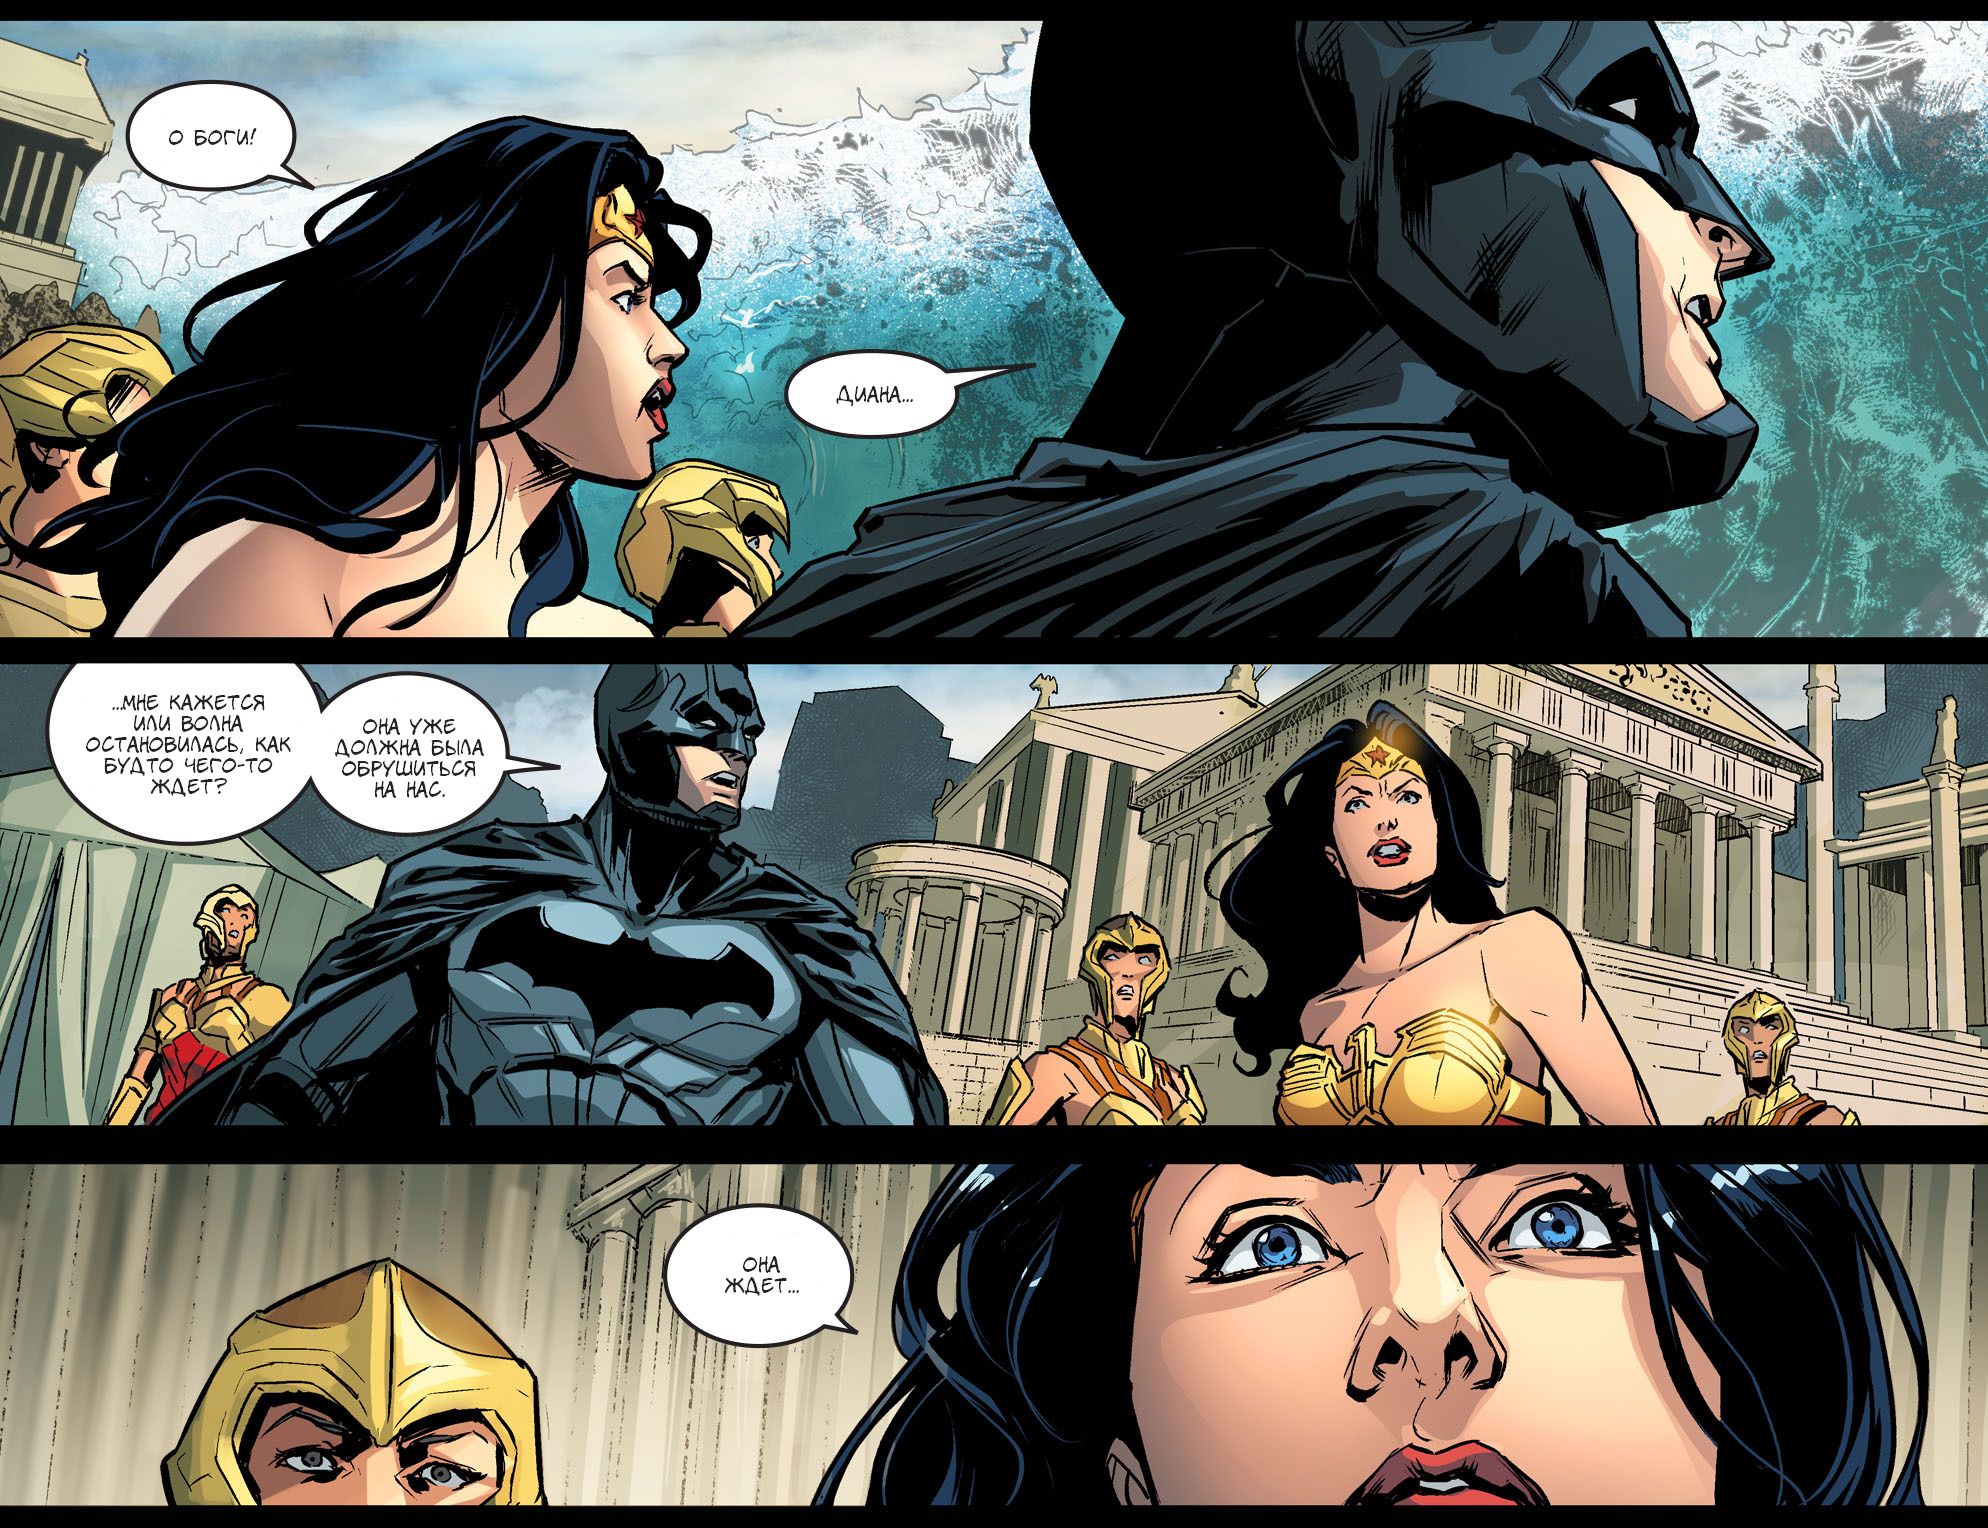 О БОГИ!
ДИАНА...
...МНЕ КАЖЕТСЯ
ИЛИ ВОЛНА
ОСТАНОВИЛАСЬ, КАК
БУДТО ЧЕГО-ТО
ЖДЕТ?
ОНА УЖЕ
ДОЛЖНА БЫЛА
ОБРУШИТЬСЯ
НА НАС.
ОНА
ЖДЕТ...